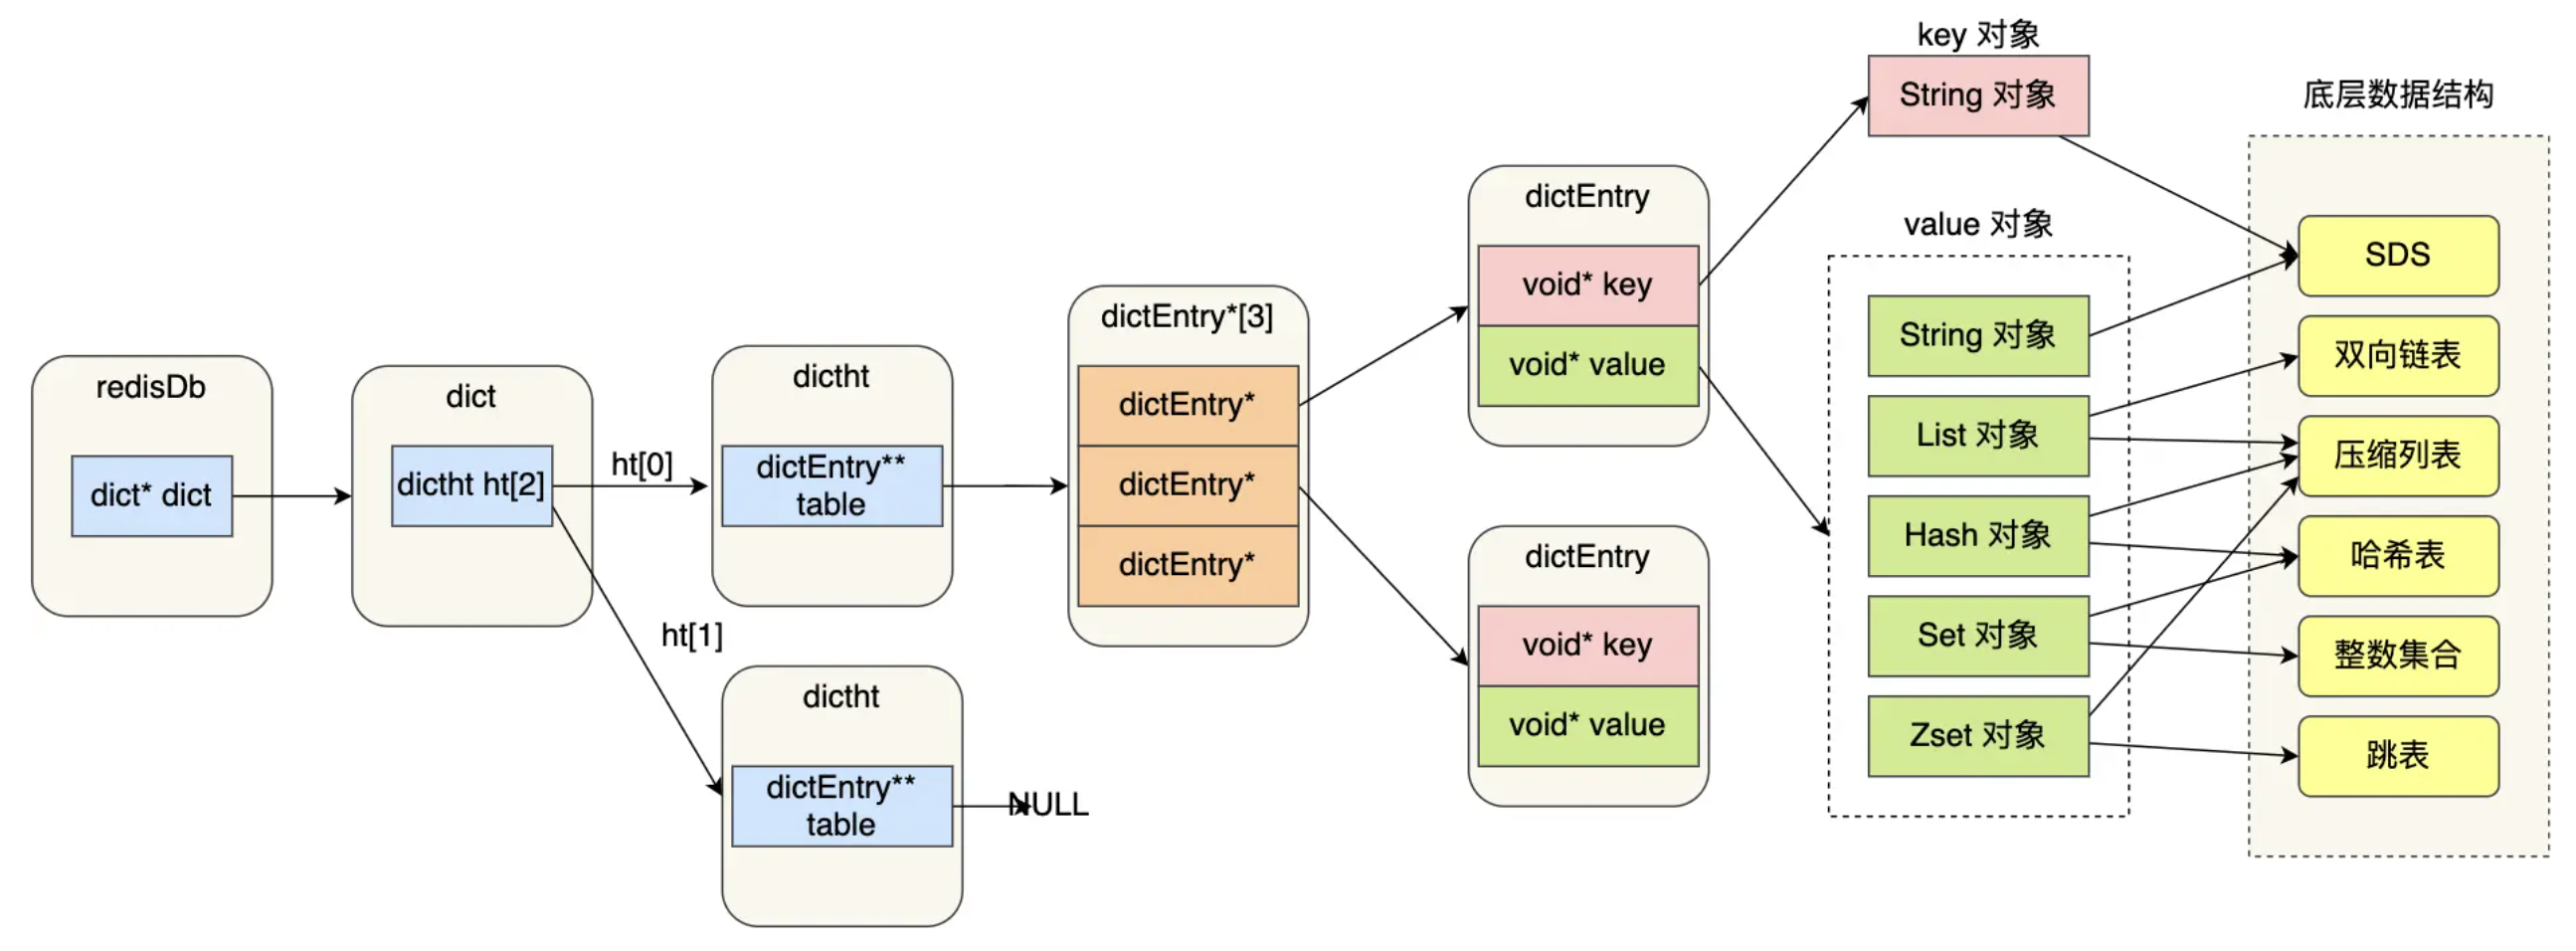 redisDb
dict* dict
dict
dictht ht[2]
ht[0]
ht[1]
dictht
dictEntry**
table
dictht
dictEntry**
table
NULL
dictEntry*[3]
dictEntry*
dictEntry*
dictEntry*
dictEntry
void* key
void* value
dictEntry
void* key
void* value
key 对象
String 对象
value 对象
String 对象
List 对象
Hash 对象
Set 对象
Zset 对象
底层数据结构
SDS
双向链表
压缩列表
哈希表
整数集合
跳表